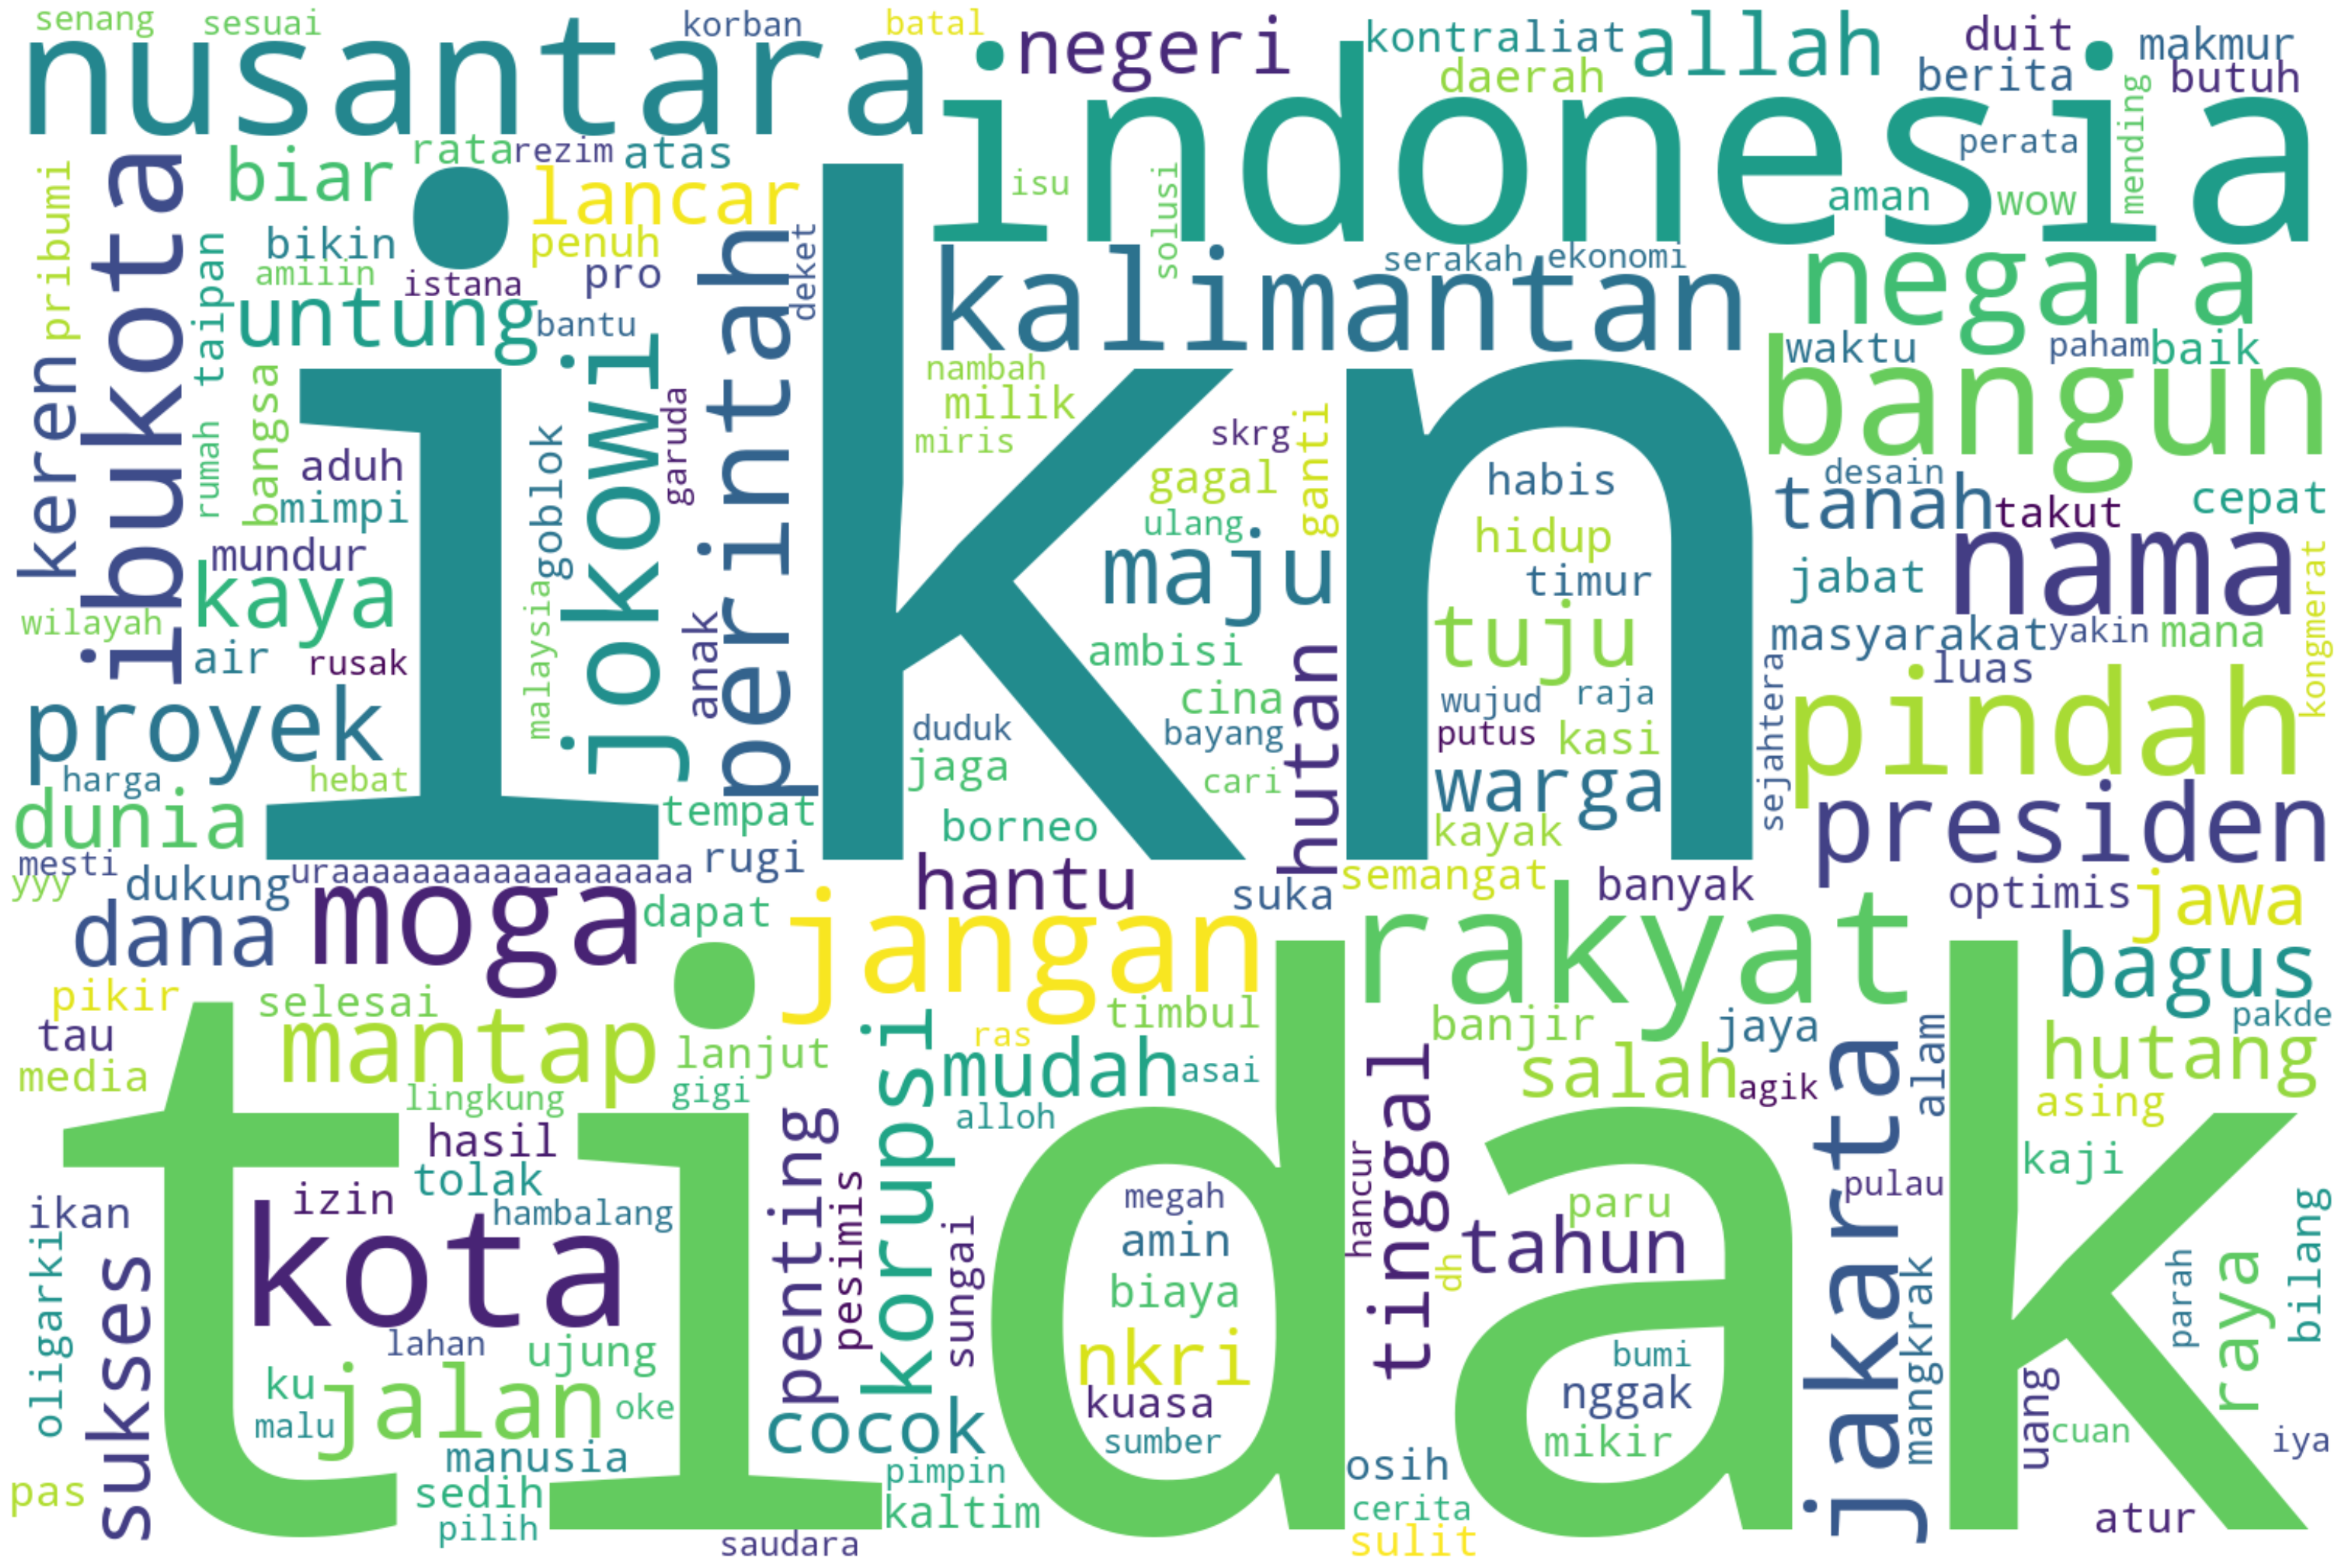 senang
sesuai
korban
batal
nusantara
indonesia
negeri
kontra
liat
daerah
allah
duit
makmur
berita
butuh
mending
perata
aman
wow
pribumi
ibukota
biar
rata
rezim
atas
lancar
isu
solusi
bikin
penuh
deket
amiiin
istana
pro
taipan
untung
bantu
perintah
jokowi
ikn
kalimantan
serakah
ekonomi
negara
waktu
paham
baik
bangun
keren
rumah
bangsa
aduh
mimpi
goblok
garuda
nambah
milik
miris
skrg
ganti
gagal
ulang
habis
desain
tanah
takut
cepat
nama
mundur
kaya
malaysia
maju
hidup
timur
jabat
kongmerat
wilayah
air
rusak
anak
ambisi
hutan
tuju
masyarakat
yakin
mana
luas
cina
wujud
raja
pindah
proyek
duduk
bayang
putus
kasi
sejahtera
harga
hebat
jaga
cari
warga
presiden
dunia
tempat
borneo
kayak
mesti
yyy
dukung
uraaaaaaaaaaaaaaaaaa
rugi
hantu
suka
semangat
banyak
optimis
jawa
dana
moga
dapat
jangan
rakyat
bagus
pikir
selesai
timbul
banjir
jaya
pakde
tau
mantap
lanjut
korupsi
ras
mudah
asai
salah
agik
alam
hutang
media
lingkung
gigi
alloh
tinggal
jakarta
asing
tidak
hasil
tolak
penting
hancur
kaji
ikan
izin
hambalang
pesimis
sungai
megah
amin
paru
tahun
pulau
bilang
oligarki
sukses
kota
biaya
dh
mangkrak
parah
raya
lahan
ujung
nkri
bumi
ku
jalan
oke
kuasa
nggak
uang
malu
cocok
sumber
mikir
cuan
iya
manusia
pimpin
osih
pas
sedih
kaltim
cerita
atur
pilih
saudara
sulit